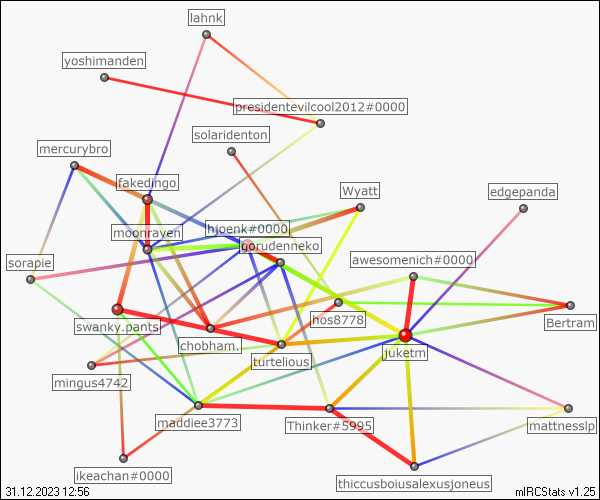 lahnk
yoshimanden
presidentevilcool2012#0000
solaridenton
mercurybro
fakedingo
Wyatt
edgepanda
moonraven
hjoenk#0000
gorudenneko
sorapie
awesomenich#0000
swanky.pants
hos8778
Bertram
chobham.
turtelious
juketm
mingus4742
maddiee3773
Thinker#5995
mattnesslp
ikeachan#0000
thiccusboiusalexusjoneus
31.12.2023 12:56
mIRCStats v1.25